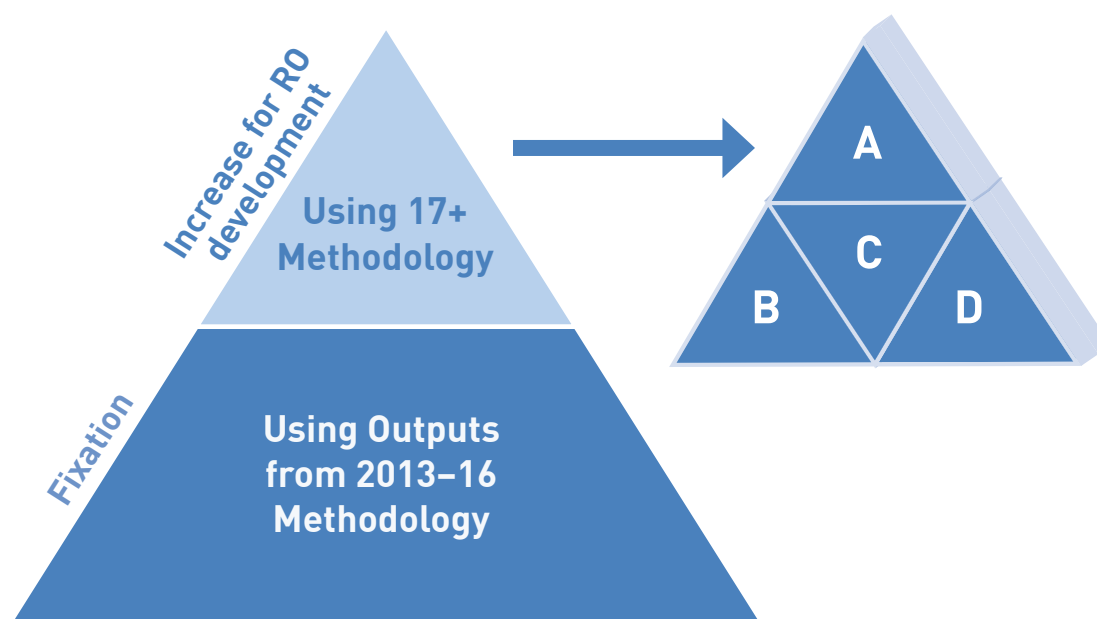 Increase for RO
development
Using 17+
Methodology
Fixation
Using Outputs
from 2013–16
Methodology
A
B
C
D